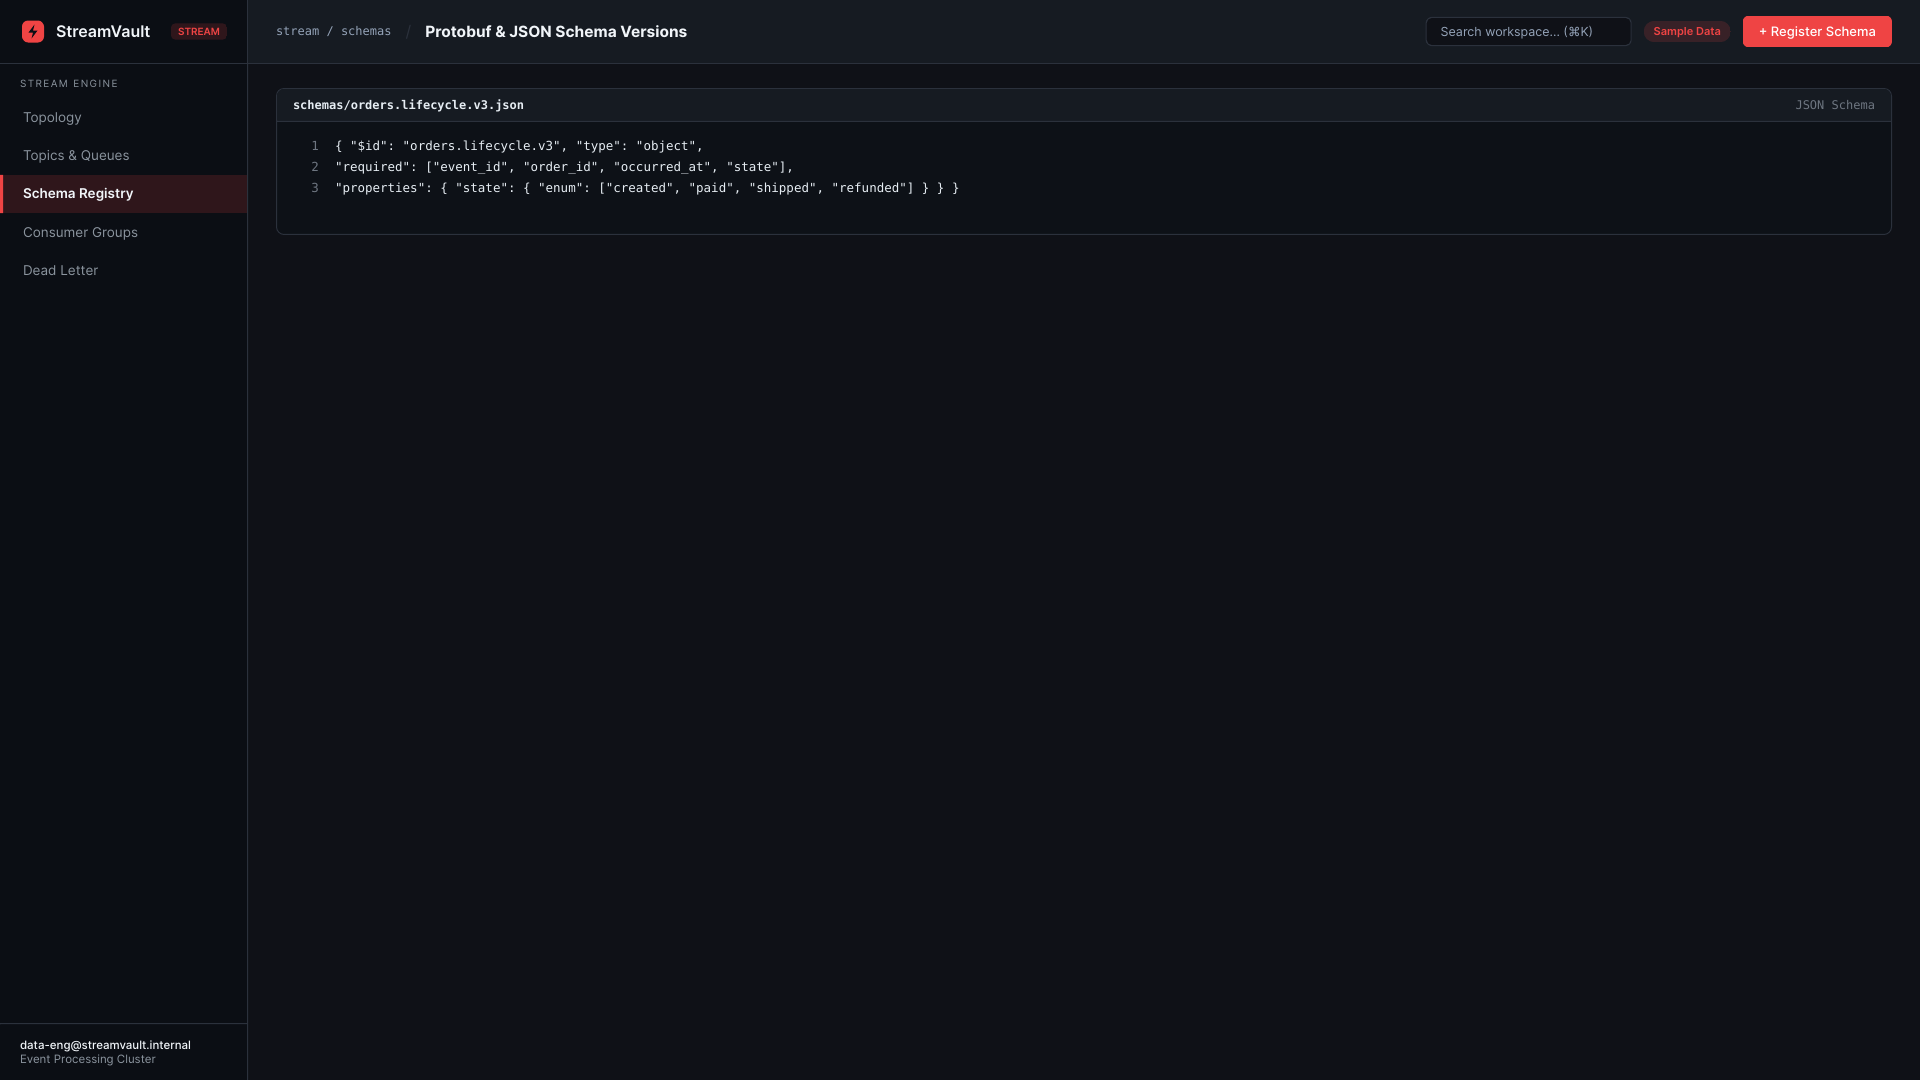 StreamVault STREAM
STREAM ENGINE
Topology
Topics & Queues
Schema Registry
Consumer Groups
Dead Letter
data-eng@streamvault.internal
Event Processing Cluster
stream / schemas / Protobuf & JSON Schema Versions
Search workspace... (⌘K)
Sample Data
+ Register Schema
schemas/orders.lifecycle.v3.json JSON Schema
1 { "$id": "orders.lifecycle.v3", "type": "object",
2 "required": ["event_id", "order_id", "occurred_at", "state"],
3 "properties": { "state": { "enum": ["created", "paid", "shipped", "refunded"] } } }